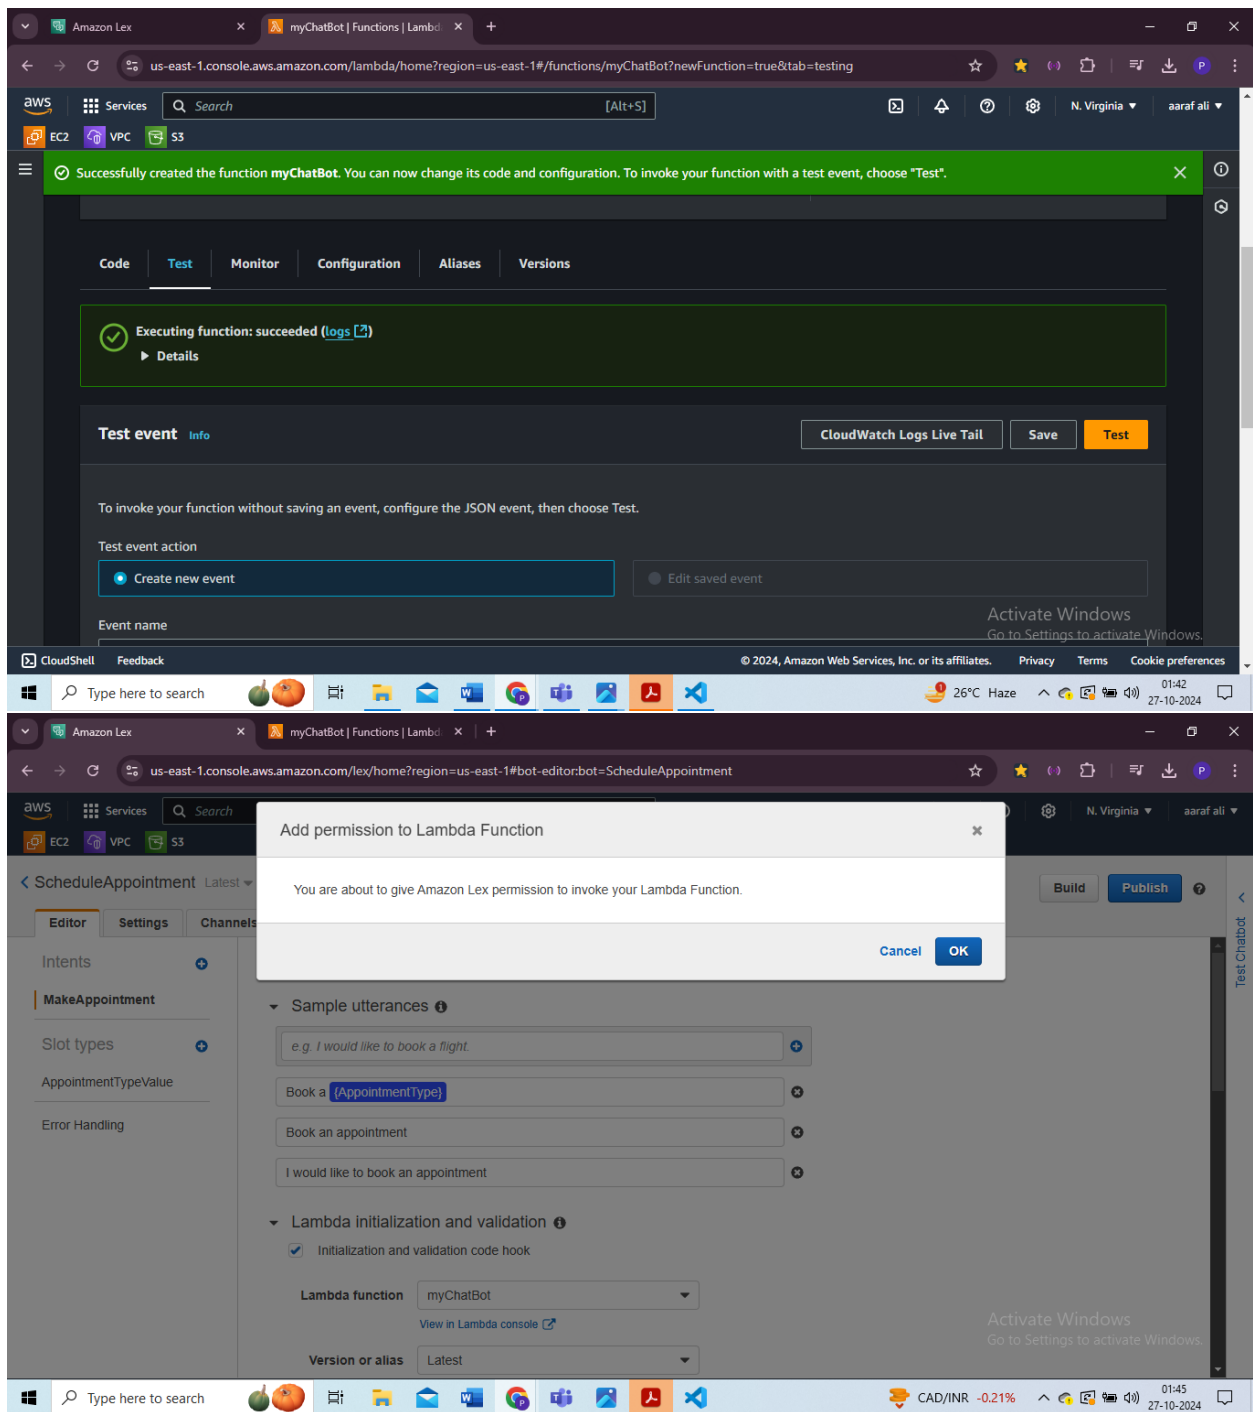 Amazon Lex
myChatBot | Functions | Lambd
us-east-1.console.aws.amazon.com/lambda/home?region=us-east-1#/functions/myChatBot?newFunction=true&tab=testing
P
aws
Services
Search
[Alt+S]
N. Virginia
aaraf ali
EC2
VPC
S3
Successfully created the function myChatBot. You can now change its code and configuration. To invoke your function with a test event, choose "Test".
Code
Test
Monitor
Configuration
Aliases
Versions
Executing function: succeeded (logs)
Details
Test event
Info
CloudWatch Logs Live Tail
Save
Test
To invoke your function without saving an event, configure the JSON event, then choose Test.
Test event action
Create new event
Edit saved event
Event name
Activate Windows
Go to Settings to activate Windows.
CloudShell
Feedback
© 2024, Amazon Web Services, Inc. or its affiliates.
Privacy
Terms
Cookie preferences
Type here to search
26°C Haze
01:42
27-10-2024
Amazon Lex
myChatBot | Functions | Lambd
us-east-1.console.aws.amazon.com/lex/home?region=us-east-1#bot-editor:bot=ScheduleAppointment
P
aws
Services
Search
N. Virginia
aaraf ali
EC2
VPC
S3
Add permission to Lambda Function
You are about to give Amazon Lex permission to invoke your Lambda Function.
Cancel
OK
ScheduleAppointment Latest
Build
Publish
Editor
Settings
Channels
Test Chatbot
Intents
MakeAppointment
Slot types
AppointmentTypeValue
Error Handling
Sample utterances
e.g. I would like to book a flight.
Book a {AppointmentType}
Book an appointment
I would like to book an appointment
Lambda initialization and validation
Initialization and validation code hook
Lambda function
myChatBot
View in Lambda console
Version or alias
Latest
Activate Windows
Go to Settings to activate Windows.
Type here to search
CAD/INR -0.21%
01:45
27-10-2024